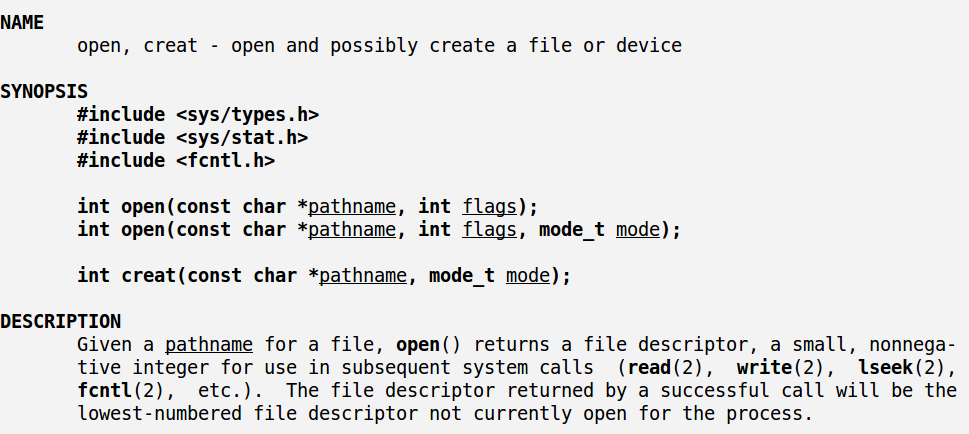 NAME
open, creat - open and possibly create a file or device
SYNOPSIS
#include <sys/types.h>
#include <sys/stat.h>
#include <fcntl.h>
int open(const char *pathname, int flags);
int open(const char *pathname, int flags, mode_t mode);
int creat(const char *pathname, mode_t mode);
DESCRIPTION
Given a pathname for a file, open() returns a file descriptor, a small, nonnega-
tive integer for use in subsequent system calls (read(2), write(2), lseek(2),
fcntl(2), etc.). The file descriptor returned by a successful call will be the
lowest-numbered file descriptor not currently open for the process.